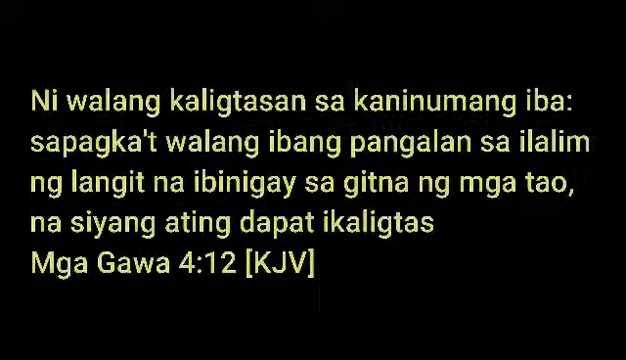 Ni walang kaligtasan sa kaninumang iba:
sapagka't walang ibang pangalan sa ilalim
ng langit na ibinigay sa gitna ng mga tao,
na siyang ating dapat ikaligtas
Mga Gawa 4:12 [KJV]